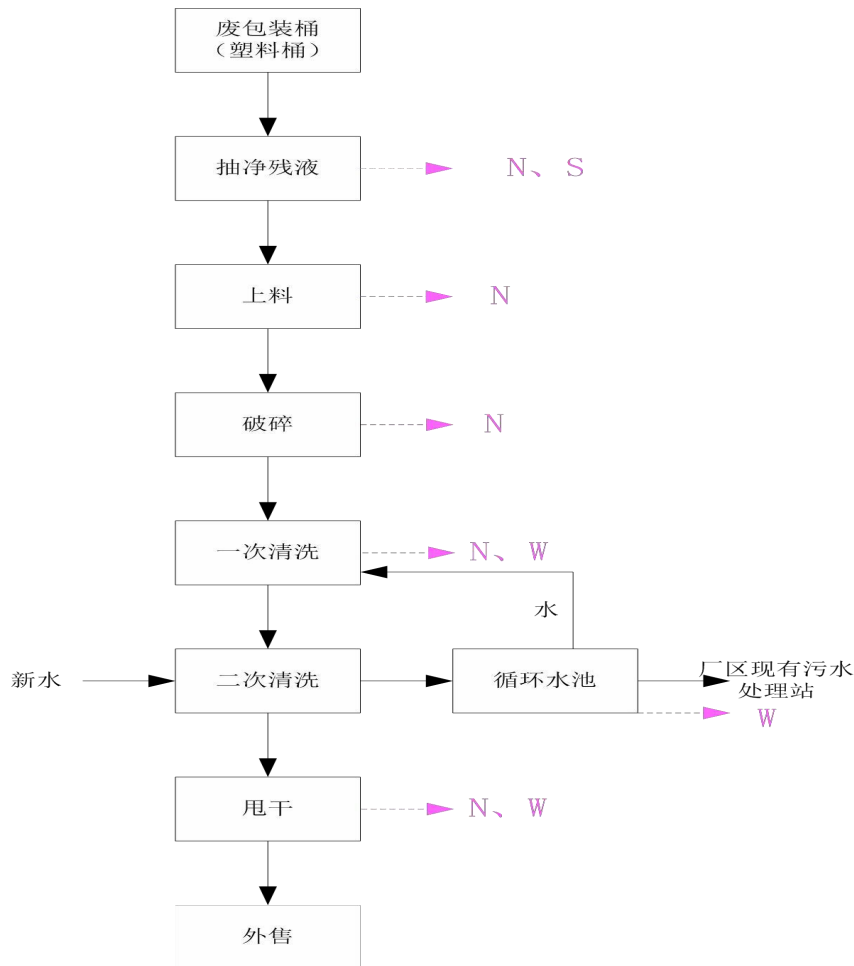 废包装桶
（塑料桶）
抽净残液
N、S
上料
N
破碎
N
一次清洗
N、W
水
新水
二次清洗
循环水池
厂区现有污水
处理站
W
甩干
N、W
外售